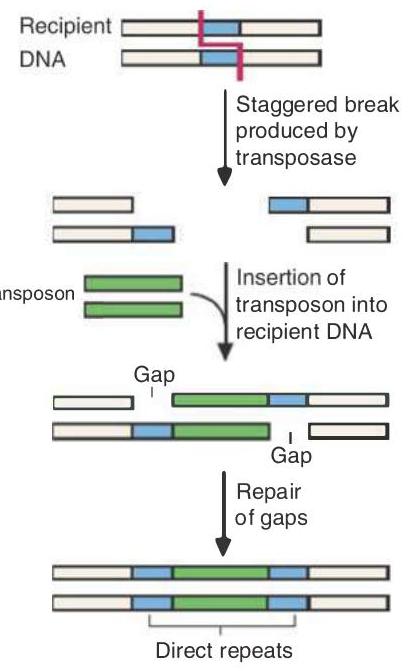 Recipient
DNA
Staggered break
produced by
transposase
ansposon
Insertion of
transposon into
recipient DNA
Gap
Gap
Repair
of gaps
Direct repeats